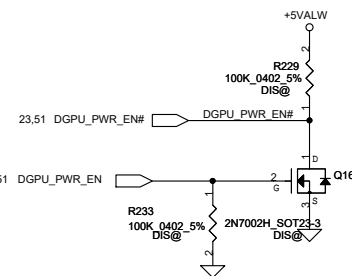 +5VALW
2
R229
100K_0402_5%
DIS@
1
23,51 DGPU_PWR_EN#
DGPU_PWR_EN#
1
D
51 DGPU_PWR_EN
2
G
Q16
S
3
1
R233
100K_0402_5%
DIS@
2
2N7002H_SOT23-3
DIS@